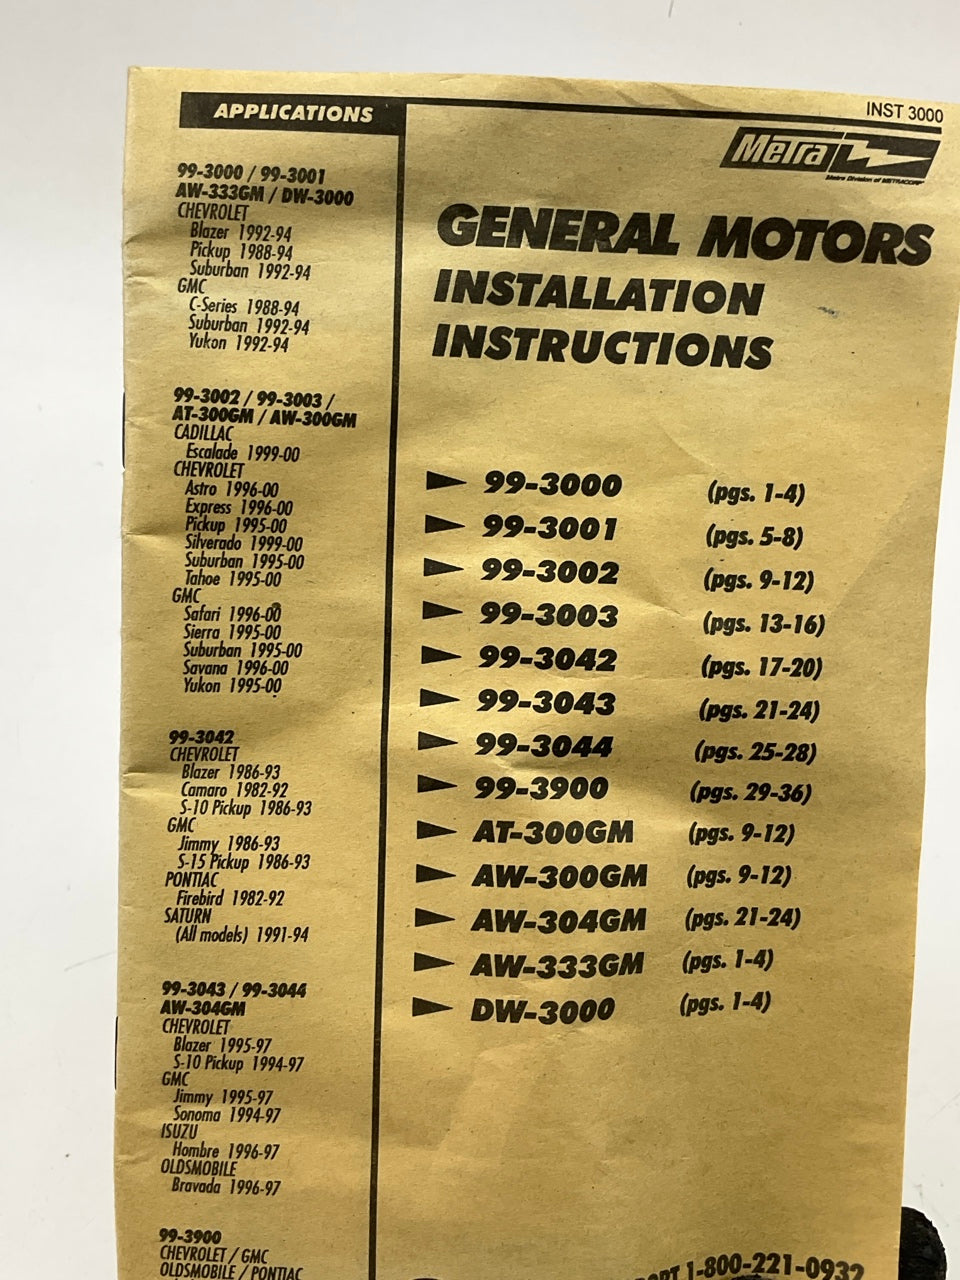 APPLICATIONS
99-3000 / 99-3001
AW-333GM / DW-3000
CHEVROLET
Blazer 1992-94
Pickup 1988-94
Suburban 1992-94
GMC
C-Series 1988-94
Suburban 1992-94
Yukon 1992-94
99-3002 / 99-3003 /
AT-300GM / AW-300GM
CADILLAC
Escalade 1999-00
CHEVROLET
Astro 1996-00
Express 1996-00
Pickup 1995-00
Silverado 1999-00
Suburban 1995-00
Tahoe 1995-00
GMC
Safari 1996-00
Sierra 1995-00
Suburban 1995-00
Savana 1996-00
Yukon 1995-00
99-3042
CHEVROLET
Blazer 1986-93
Camaro 1982-92
S-10 Pickup 1986-93
GMC
Jimmy 1986-93
S-15 Pickup 1986-93
PONTIAC
Firebird 1982-92
SATURN
(All models) 1991-94
99-3043 / 99-3044
AW-304GM
CHEVROLET
Blazer 1995-97
S-10 Pickup 1994-97
GMC
Jimmy 1995-97
Sonoma 1994-97
ISUZU
Hombre 1996-97
OLDSMOBILE
Bravada 1996-97
99-3900
CHEVROLET / GMC
OLDSMOBILE / PONTIAC
INST 3000
Metra
Metra Division of METRACORP
GENERAL MOTORS
INSTALLATION
INSTRUCTIONS
99-3000 (pgs. 1-4)
99-3001 (pgs. 5-8)
99-3002 (pgs. 9-12)
99-3003 (pgs. 13-16)
99-3042 (pgs. 17-20)
99-3043 (pgs. 21-24)
99-3044 (pgs. 25-28)
99-3900 (pgs. 29-36)
AT-300GM (pgs. 9-12)
AW-300GM (pgs. 9-12)
AW-304GM (pgs. 21-24)
AW-333GM (pgs. 1-4)
DW-3000 (pgs. 1-4)
1-800-221-0932